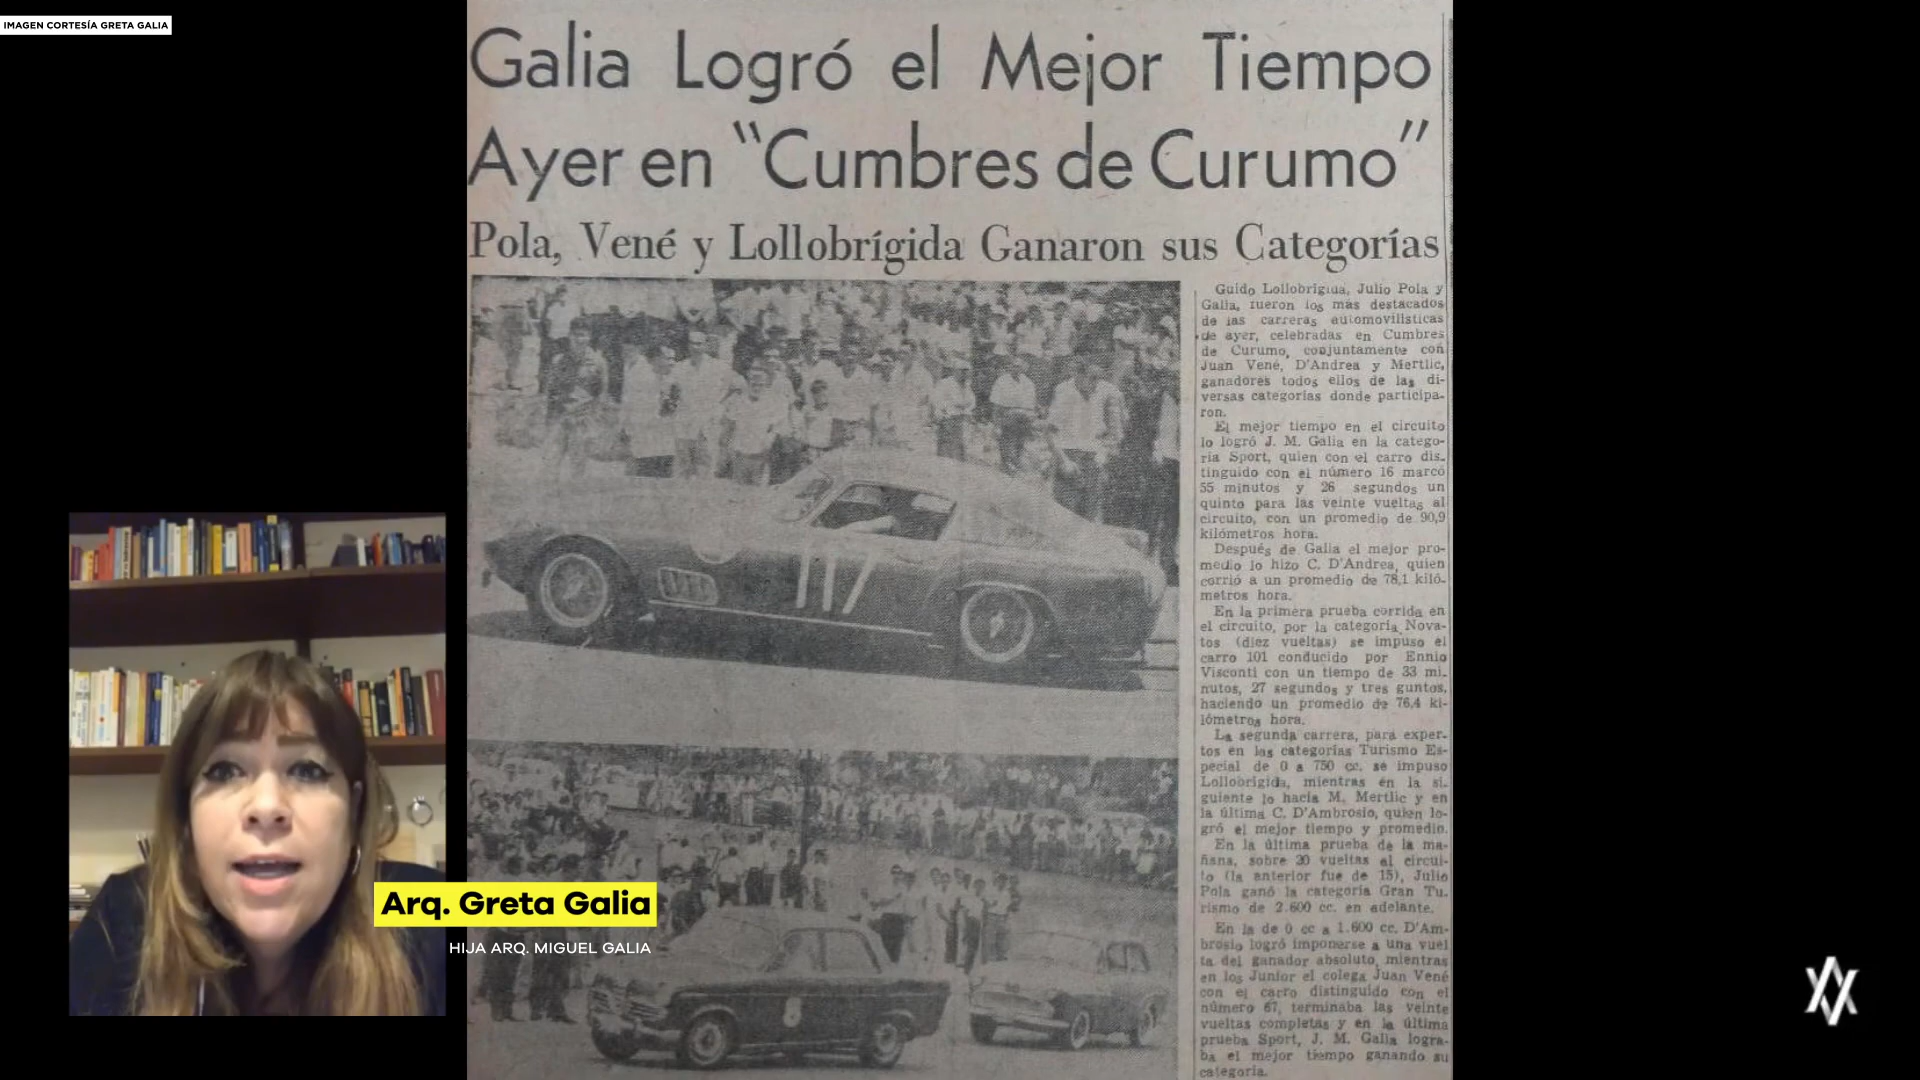 IMAGEN CORTESÍA GRETA GALIA
Galia Logró el Mejor Tiempo
Ayer en "Cumbres de Curumo"
Pola, Vené y Lollobrígida Ganaron sus Categorías
Guido Lollobrigida, Julio Pola y
Galia, fueron los más destacados
de las carreras automovilisticas
de ayer, celebradas en Cumbres
de Curumo, conjuntamente con
Juan Vené, D'Andrea y Mertlic,
ganadores todos ellos de las di-
versas categorías donde participa-
ron.
El mejor tiempo en el circuito
lo logró J. M. Galia en la catego-
ría Sport, quien con el carro dis-
tinguido con el número 16 marcó
55 minutos y 26 segundos un
quinto para las veinte vueltas al
circuito, con un promedio de 90,9
kilómetros hora.
Después de Galia el mejor pro-
medio lo hizo C. D'Andrea, quien
corrió a un promedio de 78,1 kiló-
metros hora.
En la primera prueba corrida en
el circuito, por la categoría Nova-
tos (diez vueltas) se impuso el
carro 101 conducido por Ennio
Visconti con un tiempo de 33 mi-
nutos, 27 segundos y tres guntos,
haciendo un promedio de 76,4 ki-
lómetros hora.
La segunda carrera, para exper-
tos en las categorías Turismo Es-
pecial de 0 a 750 cc. se impuso
Lollobrigida, mientras en la si-
guiente lo hacía M. Mertlic y en
la última C. D'Ambrosio, quien lo-
gró el mejor tiempo y promedio.
En la última prueba de la ma-
ñana, sobre 20 vueltas al circui-
to (la anterior fue de 15), Julio
Pola ganó la categoría Gran Tu-
rismo de 2.600 cc. en adelante.
En la de 0 cc a 1.600 cc. D'Am-
brosio logró imponerse a una vuel
ta del ganador absoluto, mientras
en los Junior el colega Juan Vené
con el carro distinguido con el
número 67, terminaba las veinte
vueltas completas y en la última
prueba Sport, J. M. Galia logra-
ba el mejor tiempo ganando su
categoría.
117
8
Arq. Greta Galia
HIJA ARQ. MIGUEL GALIA